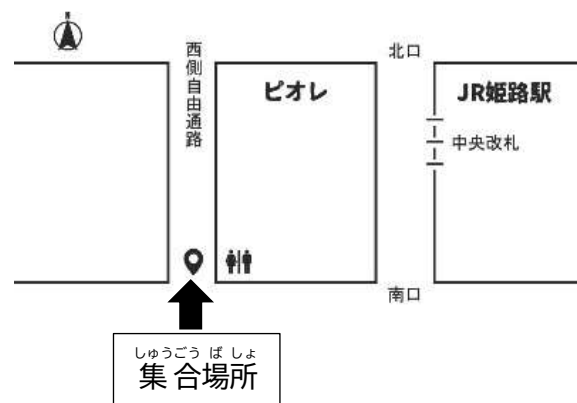 N
西側自由通路
北口
ピオレ
JR姫路駅
中央改札
南口
しゅうごう ば しょ
集合場所